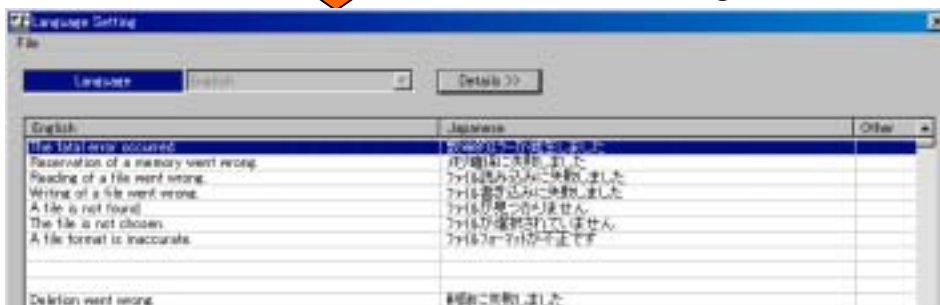 Language Setting
File
Language English Details >>
English Japanese Other
The fatal error occurred. 致命的エラーが発生しました
Reservation of a memory went wrong. メモリ確保に失敗しました
Reading of a file went wrong. ファイル読み込みに失敗しました
Writing of a file went wrong. ファイル書き込みに失敗しました
A file is not found. ファイルが見つかりません
The file is not chosen. ファイルが選択されていません
A file format is inaccurate. ファイルフォーマットが不正です
Deletion went wrong. 削除に失敗しました